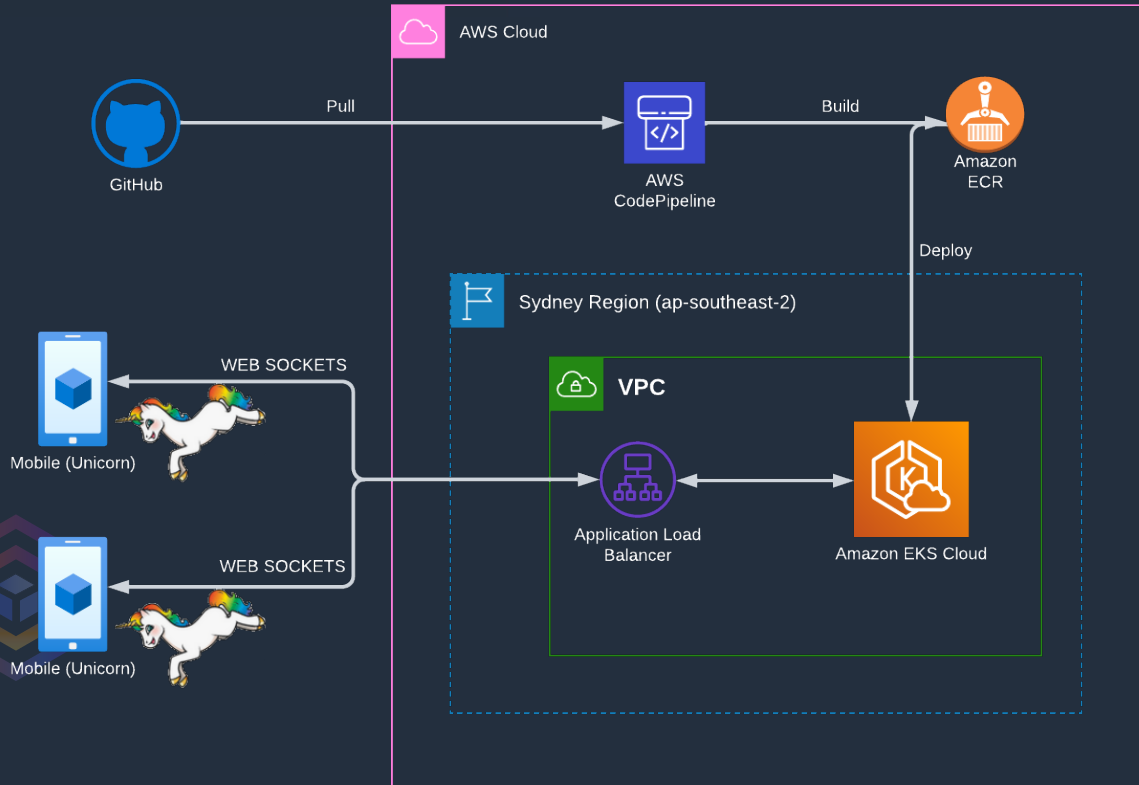 AWS Cloud
Pull
Build
GitHub
AWS
CodePipeline
Amazon
ECR
Deploy
Sydney Region (ap-southeast-2)
WEB SOCKETS
VPC
Mobile (Unicorn)
Application Load
Balancer
Amazon EKS Cloud
WEB SOCKETS
Mobile (Unicorn)